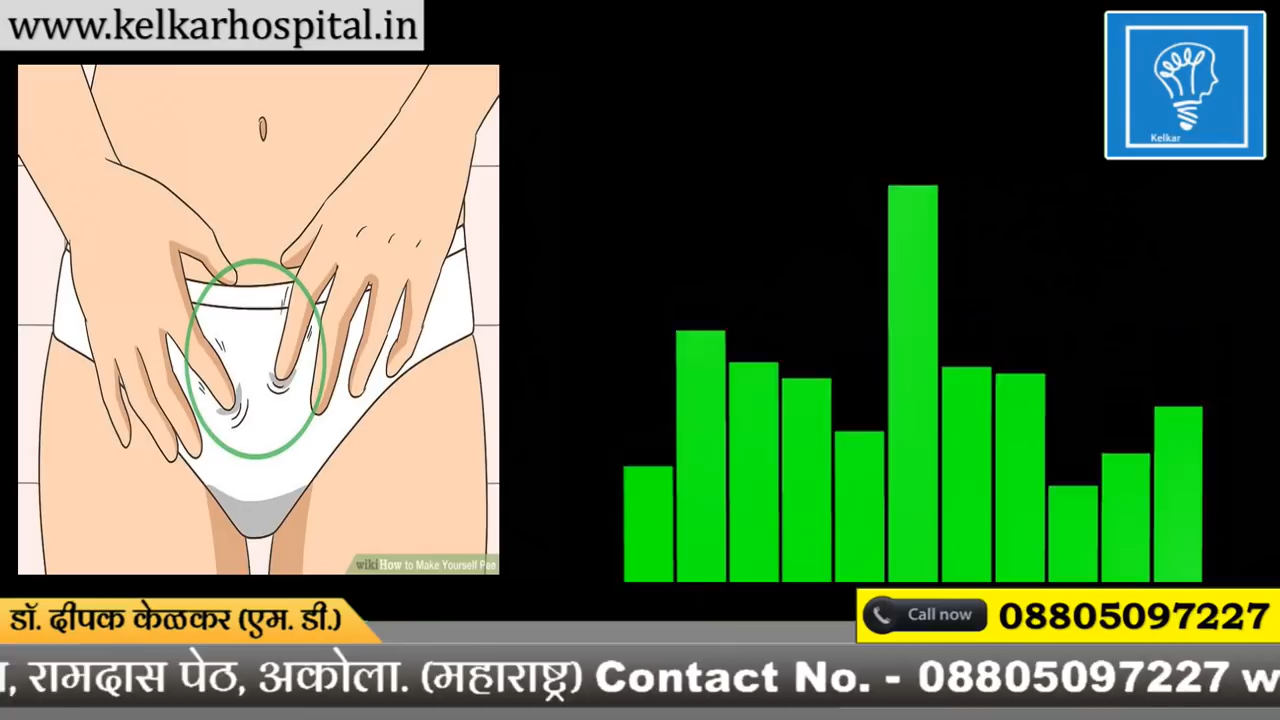 www.kelkarhospital.in
Kelkar
wikiHow to Make Yourself Pee
डॉ. दीपक केळकर (एम. डी.)
Call now 08805097227
, रामदास पेठ, अकोला. (महाराष्ट्र) Contact No. - 08805097227 w